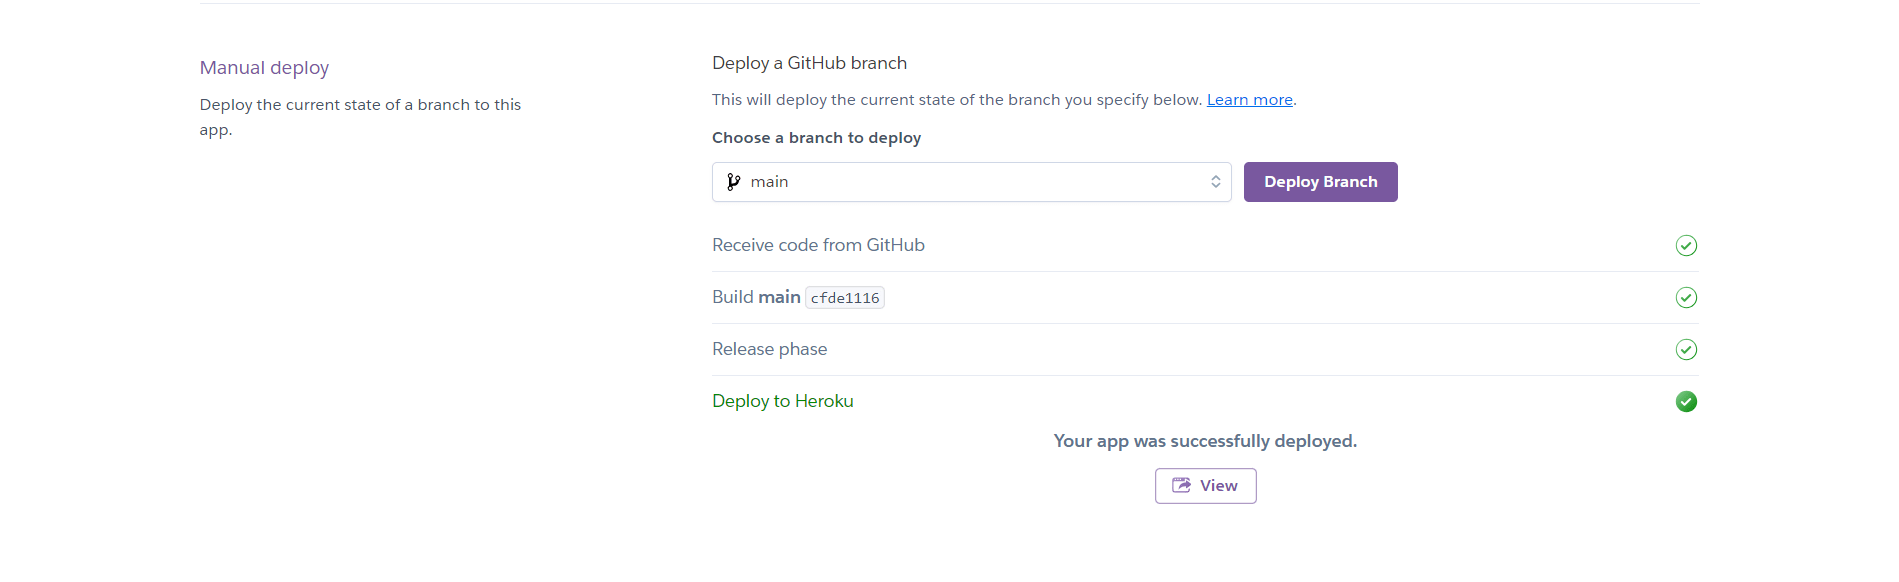 Manual deploy
Deploy the current state of a branch to this
app.
Deploy a GitHub branch
This will deploy the current state of the branch you specify below. Learn more.
Choose a branch to deploy
main
Deploy Branch
Receive code from GitHub
Build main cfde1116
Release phase
Deploy to Heroku
Your app was successfully deployed.
View